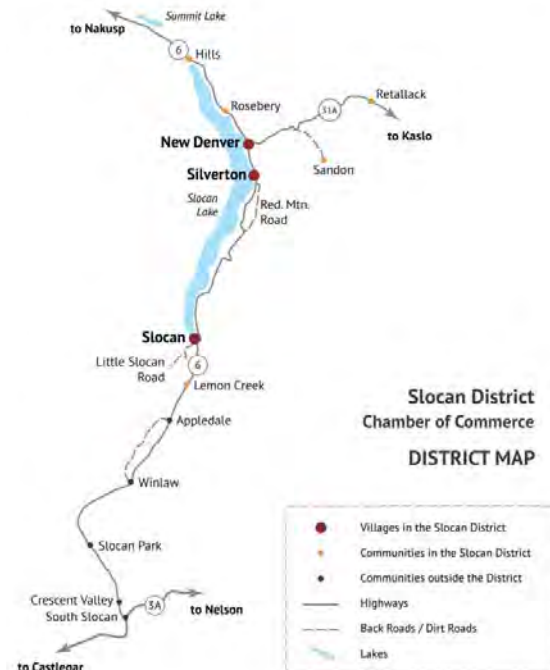 Summit Lake
to Nakusp
6
Hills
Retallack
31A
Rosebery
to Kaslo
New Denver
Sandon
Silverton
Slocan
Lake
Red. Mtn.
Road
Slocan
Little Slocan
Road
6
Lemon Creek
Appledale
Slocan District
Chamber of Commerce
DISTRICT MAP
Winlaw
Slocan Park
Crescent Valley
South Slocan
3A
to Nelson
to Castlegar
Villages in the Slocan District
Communities in the Slocan District
Communities outside the District
Highways
Back Roads / Dirt Roads
Lakes